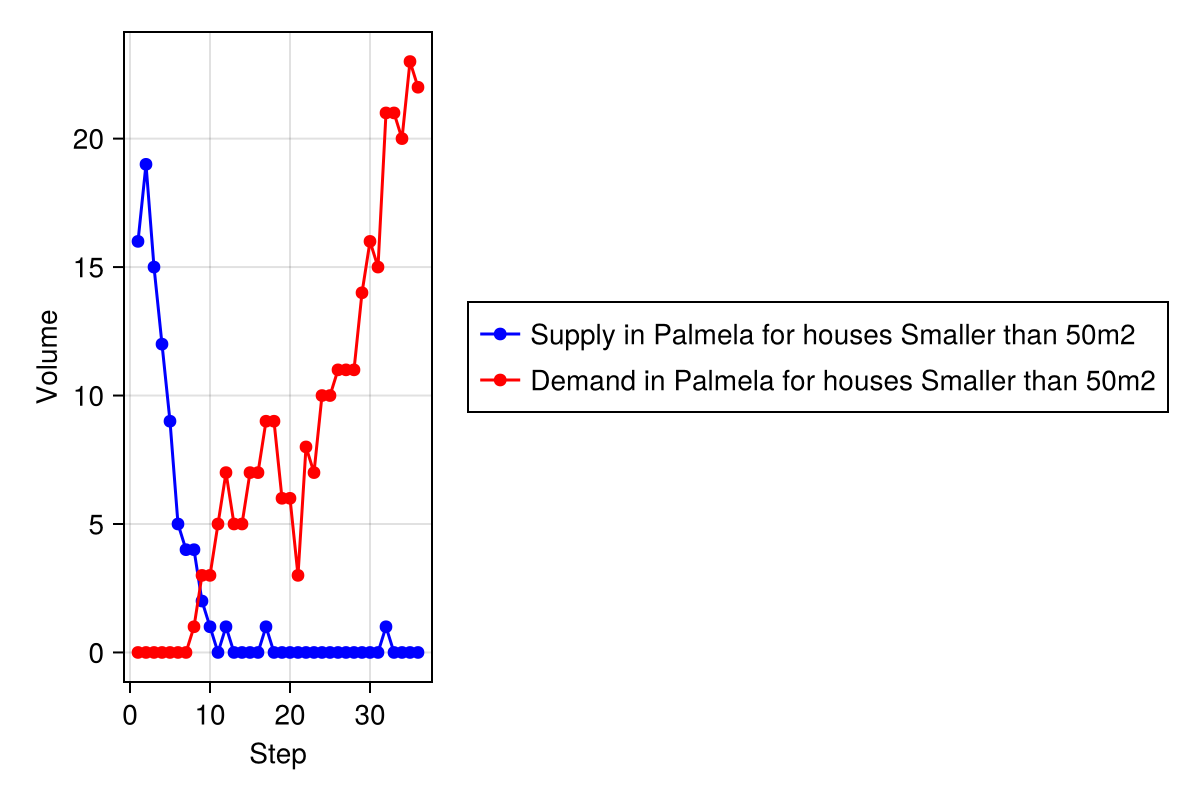 Volume
20
15
10
5
0
0 10 20 30
Step
Supply in Palmela for houses Smaller than 50m2
Demand in Palmela for houses Smaller than 50m2